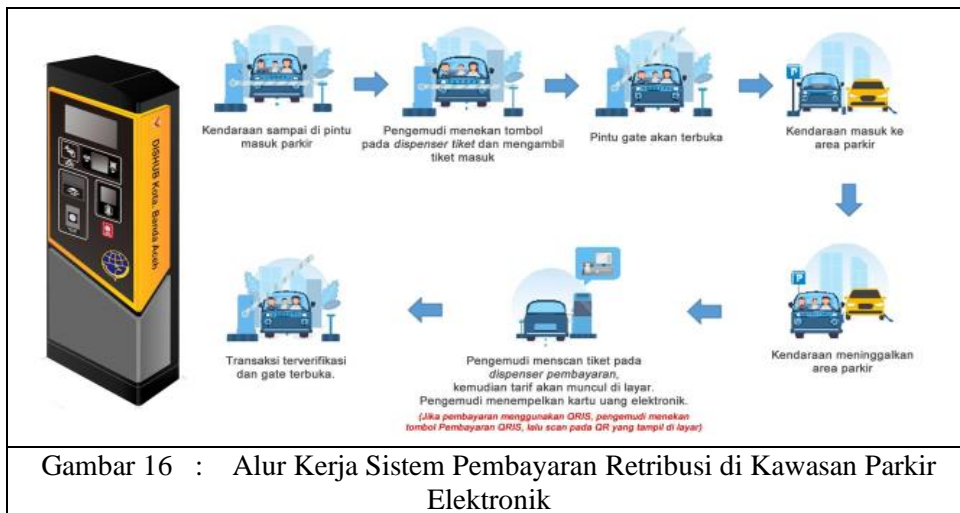 DISHUB Kota. Banda Aceh
Kendaraan sampai di pintu
masuk parkir
Pengemudi menekan tombol
pada dispenser tiket dan mengambil
tiket masuk
Pintu gate akan terbuka
P
Kendaraan masuk ke
area parkir
P
Kendaraan meninggalkan
area parkir
Pengemudi menscan tiket pada
dispenser pembayaran,
kemudian tarif akan muncul di layar.
Pengemudi menempelkan kartu uang elektronik.
(Jika pembayaran menggunakan QRIS, pengemudi menekan
tombol Pembayaran QRIS, lalu scan pada QR yang tampil di layar)
Transaksi terverifikasi
dan gate terbuka.
Gambar 16 : Alur Kerja Sistem Pembayaran Retribusi di Kawasan Parkir
Elektronik